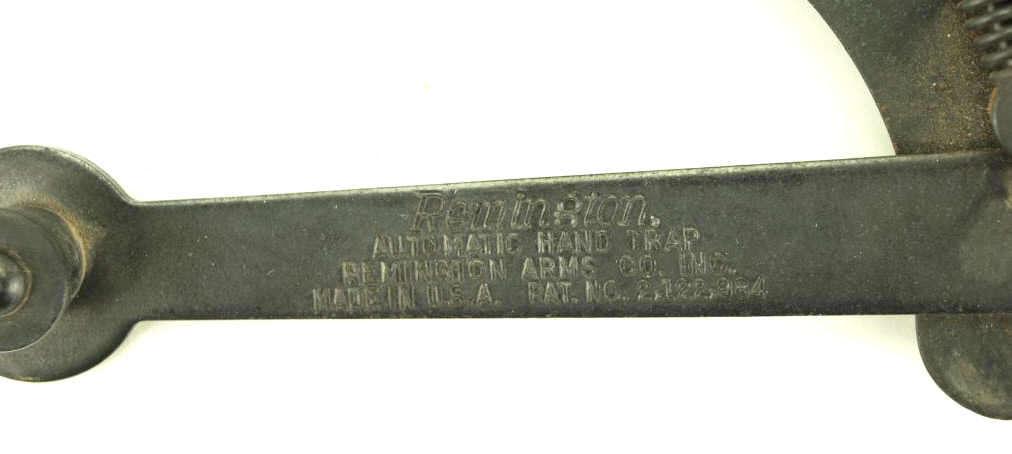 Remington,
AUTOMATIC HAND TRAP
REMINGTON ARMS CO. INC.
MADE IN U.S.A. PAT. NO. 2,122,984